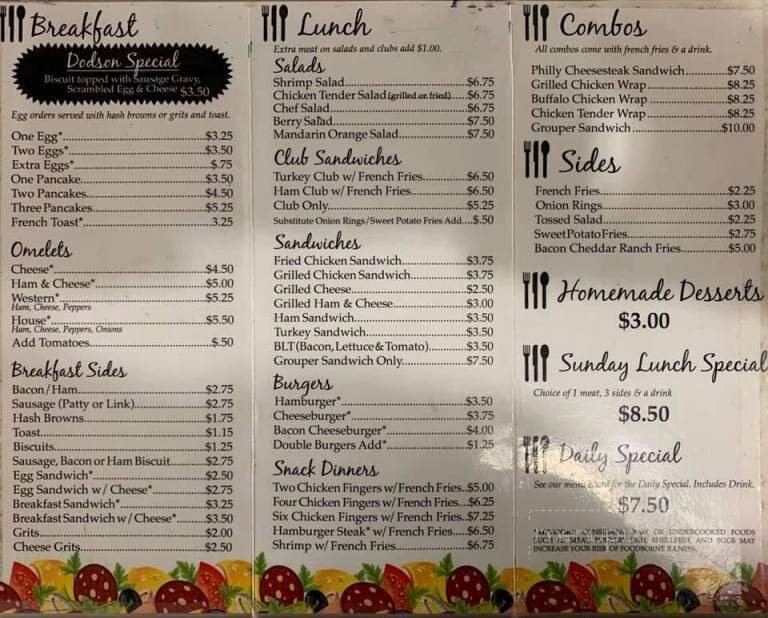 Breakfast
Dodson Special
Biscuit topped with Sausage Gravy,
Scrambled Egg & Cheese $3.50
Egg orders served with hash browns or grits and toast.
One Egg*...$3.25
Two Eggs*...$3.50
Extra Eggs*...$.75
One Pancake...$3.50
Two Pancakes...$4.50
Three Pancakes...$5.25
French Toast*...3.25
Omelets
Cheese*...$4.50
Ham & Cheese*...$5.00
Western*...$5.25
Ham, Cheese, Peppers
House*...$5.50
Ham, Cheese, Peppers, Onions
Add Tomatoes...$.50
Breakfast Sides
Bacon/Ham...$2.75
Sausage (Patty or Link)...$2.75
Hash Browns...$1.75
Toast...$1.15
Biscuits...$1.25
Sausage, Bacon or Ham Biscuit...$2.75
Egg Sandwich*...$2.50
Egg Sandwich w/ Cheese*...$2.75
Breakfast Sandwich*...$3.25
Breakfast Sandwich w/ Cheese*...$3.50
Grits...$2.00
Cheese Grits...$2.50
Lunch
Extra meat on salads and clubs add $1.00.
Salads
Shrimp Salad...$6.75
Chicken Tender Salad (grilled or fried)...$6.75
Chef Salad...$6.75
Berry Salad...$7.50
Mandarin Orange Salad...$7.50
Club Sandwiches
Turkey Club w/ French Fries...$6.50
Ham Club w/ French Fries...$6.50
Club Only...$5.25
Substitute Onion Rings/Sweet Potato Fries Add...$.50
Sandwiches
Fried Chicken Sandwich...$3.75
Grilled Chicken Sandwich...$3.75
Grilled Cheese...$2.50
Grilled Ham & Cheese...$3.00
Ham Sandwich...$3.50
Turkey Sandwich...$3.50
BLT (Bacon, Lettuce & Tomato)...$3.50
Grouper Sandwich Only...$7.50
Burgers
Hamburger*...$3.50
Cheeseburger*...$3.75
Bacon Cheeseburger*...$4.00
Double Burgers Add*...$1.25
Snack Dinners
Two Chicken Fingers w/ French Fries..$5.00
Four Chicken Fingers w/ French Fries...$6.25
Six Chicken Fingers w/ French Fries..$7.25
Hamburger Steak* w/ French Fries...$6.50
Shrimp w/ French Fries...$6.75
Combos
All combos come with french fries & a drink.
Philly Cheesesteak Sandwich...$7.50
Grilled Chicken Wrap...$8.25
Buffalo Chicken Wrap...$8.25
Chicken Tender Wrap...$8.25
Grouper Sandwich...$10.00
Sides
French Fries...$2.25
Onion Rings...$3.00
Tossed Salad...$2.25
Sweet Potato Fries...$2.75
Bacon Cheddar Ranch Fries...$5.00
Homemade Desserts
$3.00
Sunday Lunch Special
Choice of 1 meat, 3 sides & a drink
$8.50
Daily Special
See our menu board for the Daily Special. Includes Drink.
$7.50
CONSUMING RAW OR UNDERCOOKED FOODS
SUCH AS MEAT, POULTRY, FISH, SHELLFISH, AND EGGS MAY
INCREASE YOUR RISK OF FOODBORNE ILLNESS.